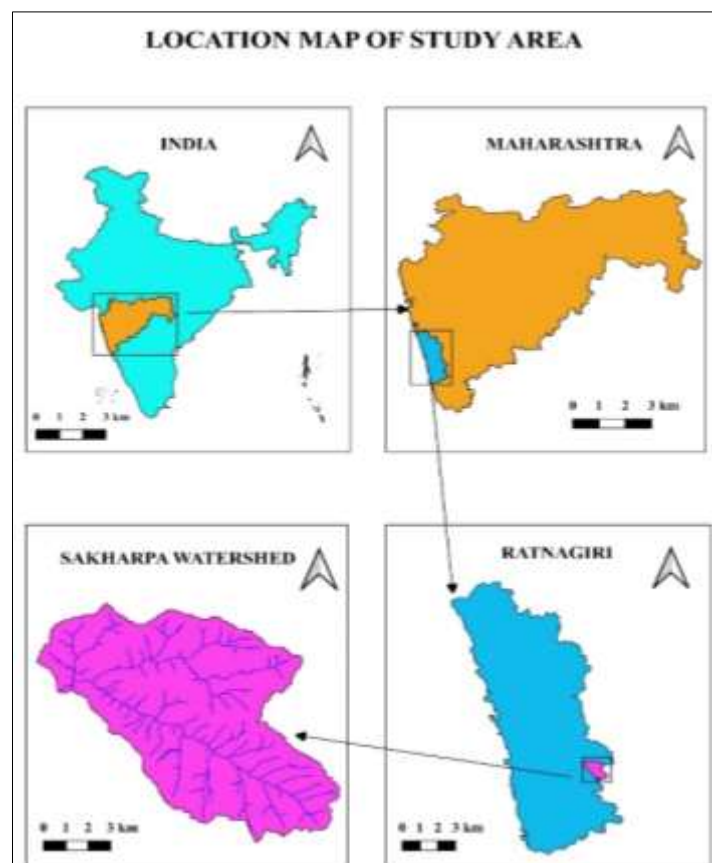 LOCATION MAP OF STUDY AREA
INDIA
0 1 2 3 km
MAHARASHTRA
0 1 2 3 km
SAKHARPA WATERSHED
0 1 2 3 km
RATNAGIRI
0 1 2 3 km